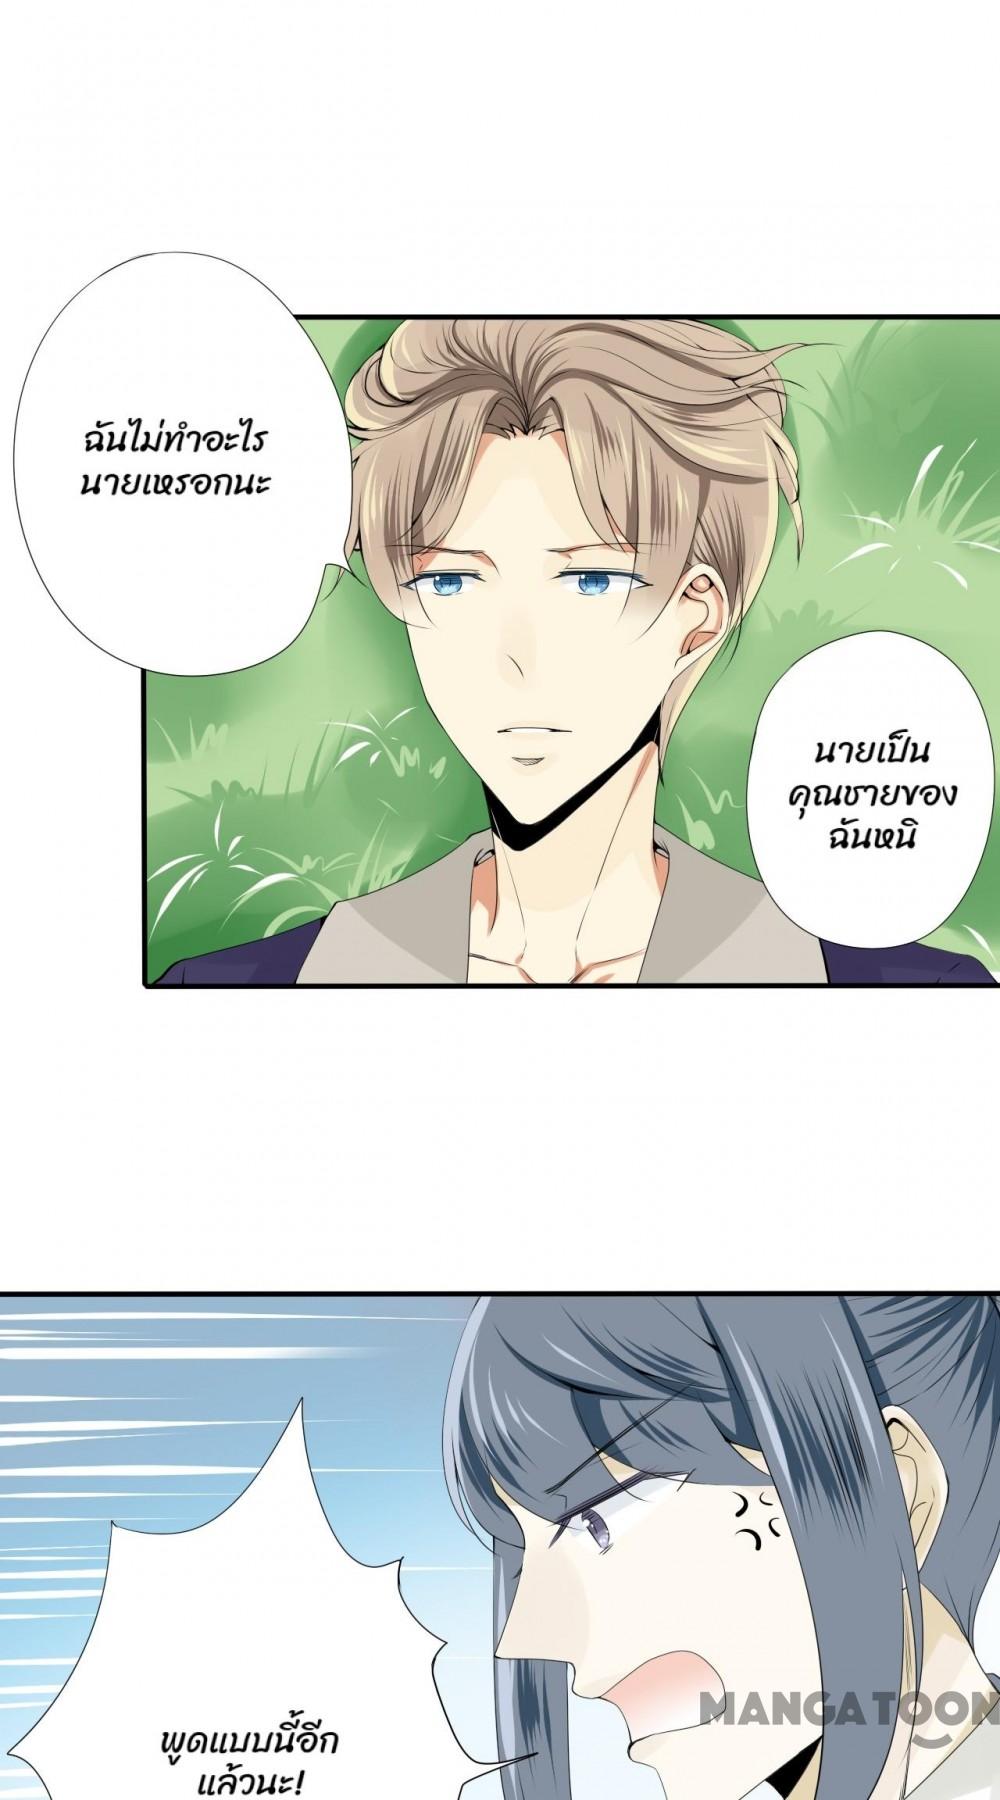 ฉันไม่ทำอะไร
นายเหรอกนะ
นายเป็น
คุณชายของ
ฉันหนิ
พูดแบบนี้อีก
แล้วนะ!
MANGATOON